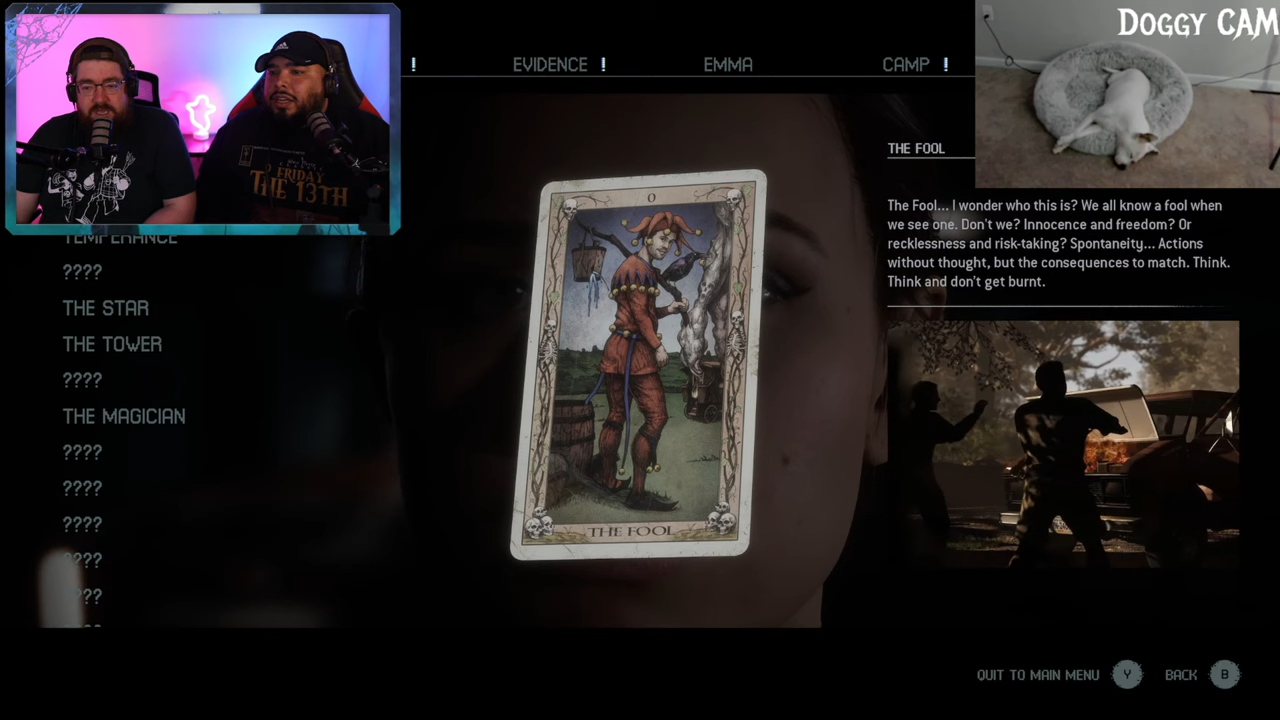 DOGGY CAM
! EVIDENCE ! EMMA CAMP !
FRIDAY
THE 13TH
TEMPERANCE
????
THE STAR
THE TOWER
????
THE MAGICIAN
????
????
????
????
????
0
THE FOOL
THE FOOL
The Fool... I wonder who this is? We all know a fool when
we see one. Don't we? Innocence and freedom? Or
recklessness and risk-taking? Spontaneity... Actions
without thought, but the consequences to match. Think.
Think and don't get burnt.
QUIT TO MAIN MENU Y BACK B